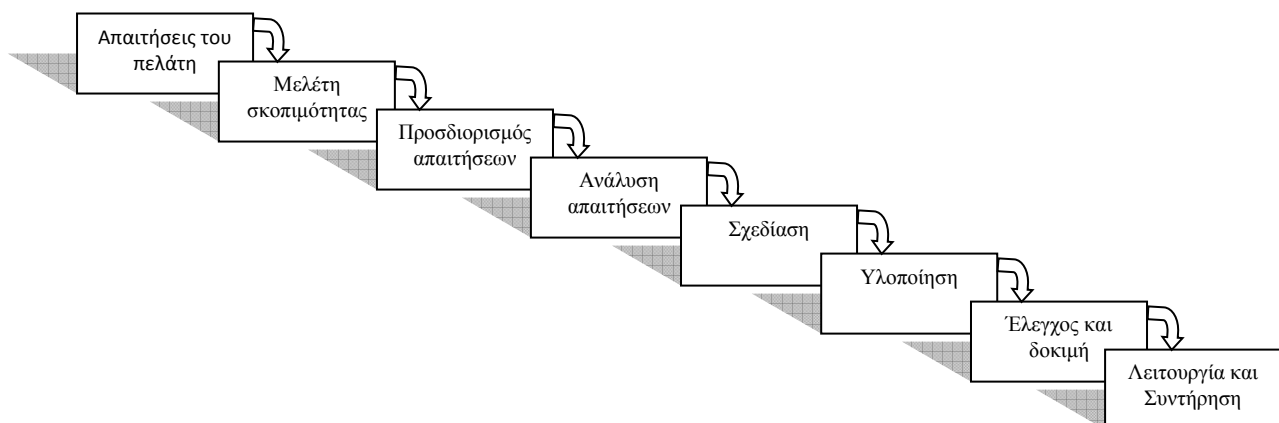 Απαιτήσεις του
πελάτη
Μελέτη
σκοπιμότητας
Προσδιορισμός
απαιτήσεων
Ανάλυση
απαιτήσεων
Σχεδίαση
Υλοποίηση
Έλεγχος και
δοκιμή
Λειτουργία και
Συντήρηση